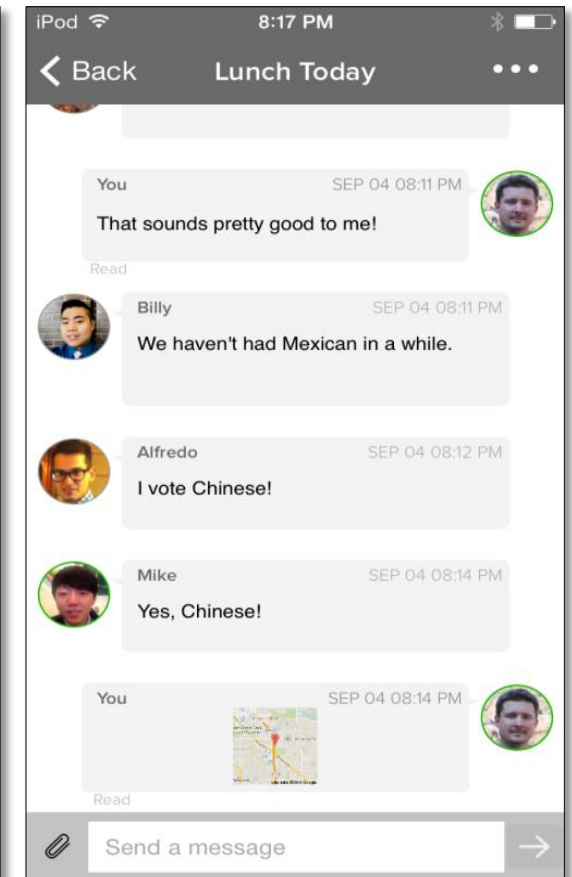 iPod 8:17 PM
Back Lunch Today
You SEP 04 08:11 PM
That sounds pretty good to me!
Read
Billy SEP 04 08:11 PM
We haven't had Mexican in a while.
Alfredo SEP 04 08:12 PM
I vote Chinese!
Mike SEP 04 08:14 PM
Yes, Chinese!
You SEP 04 08:14 PM
Read
Send a message